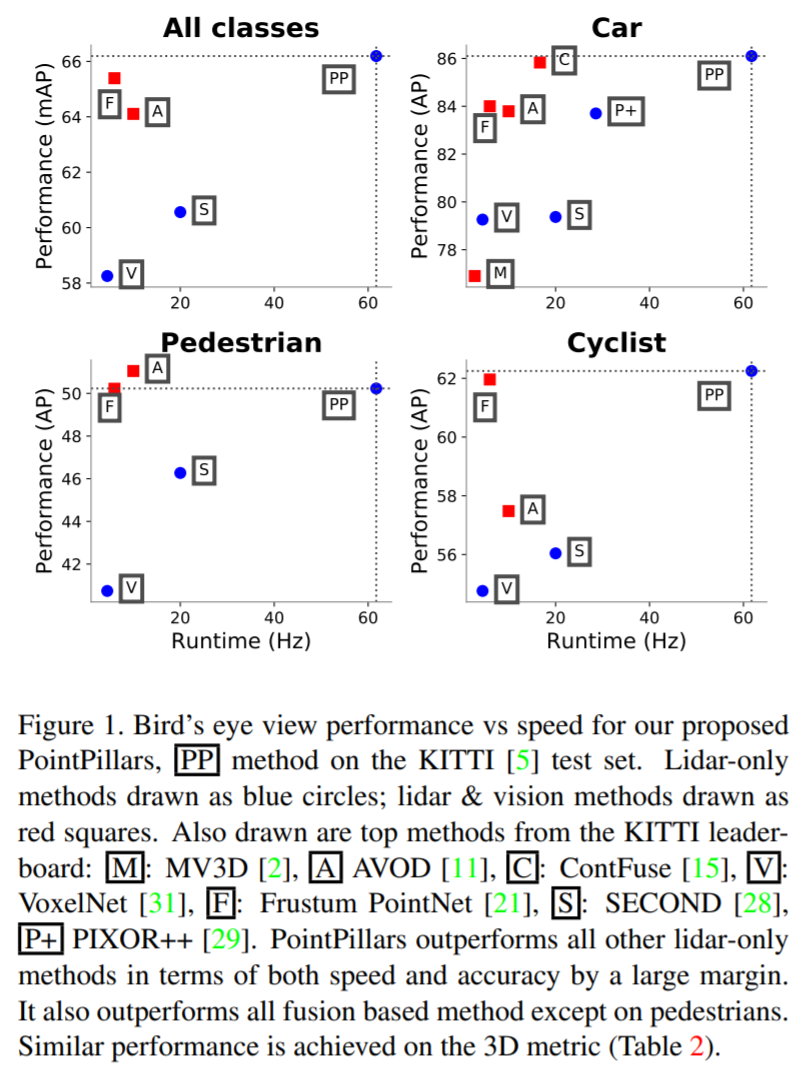 All classes
Performance (mAP)
66
64
62
60
58
20
40
60
F
A
S
V
PP
Car
Performance (AP)
86
84
82
80
78
20
40
60
C
F
A
P+
V
S
M
PP
Pedestrian
Performance (AP)
50
48
46
44
42
20
40
60
Runtime (Hz)
A
F
S
V
PP
Cyclist
Performance (AP)
62
60
58
56
20
40
60
Runtime (Hz)
F
A
S
V
PP
Figure 1. Bird's eye view performance vs speed for our proposed
PointPillars, PP method on the KITTI [5] test set. Lidar-only
methods drawn as blue circles; lidar & vision methods drawn as
red squares. Also drawn are top methods from the KITTI leader-
board: M: MV3D [2], A AVOD [11], C: ContFuse [15], V:
VoxelNet [31], F: Frustum PointNet [21], S: SECOND [28],
P+ PIXOR++ [29]. PointPillars outperforms all other lidar-only
methods in terms of both speed and accuracy by a large margin.
It also outperforms all fusion based method except on pedestrians.
Similar performance is achieved on the 3D metric (Table 2).